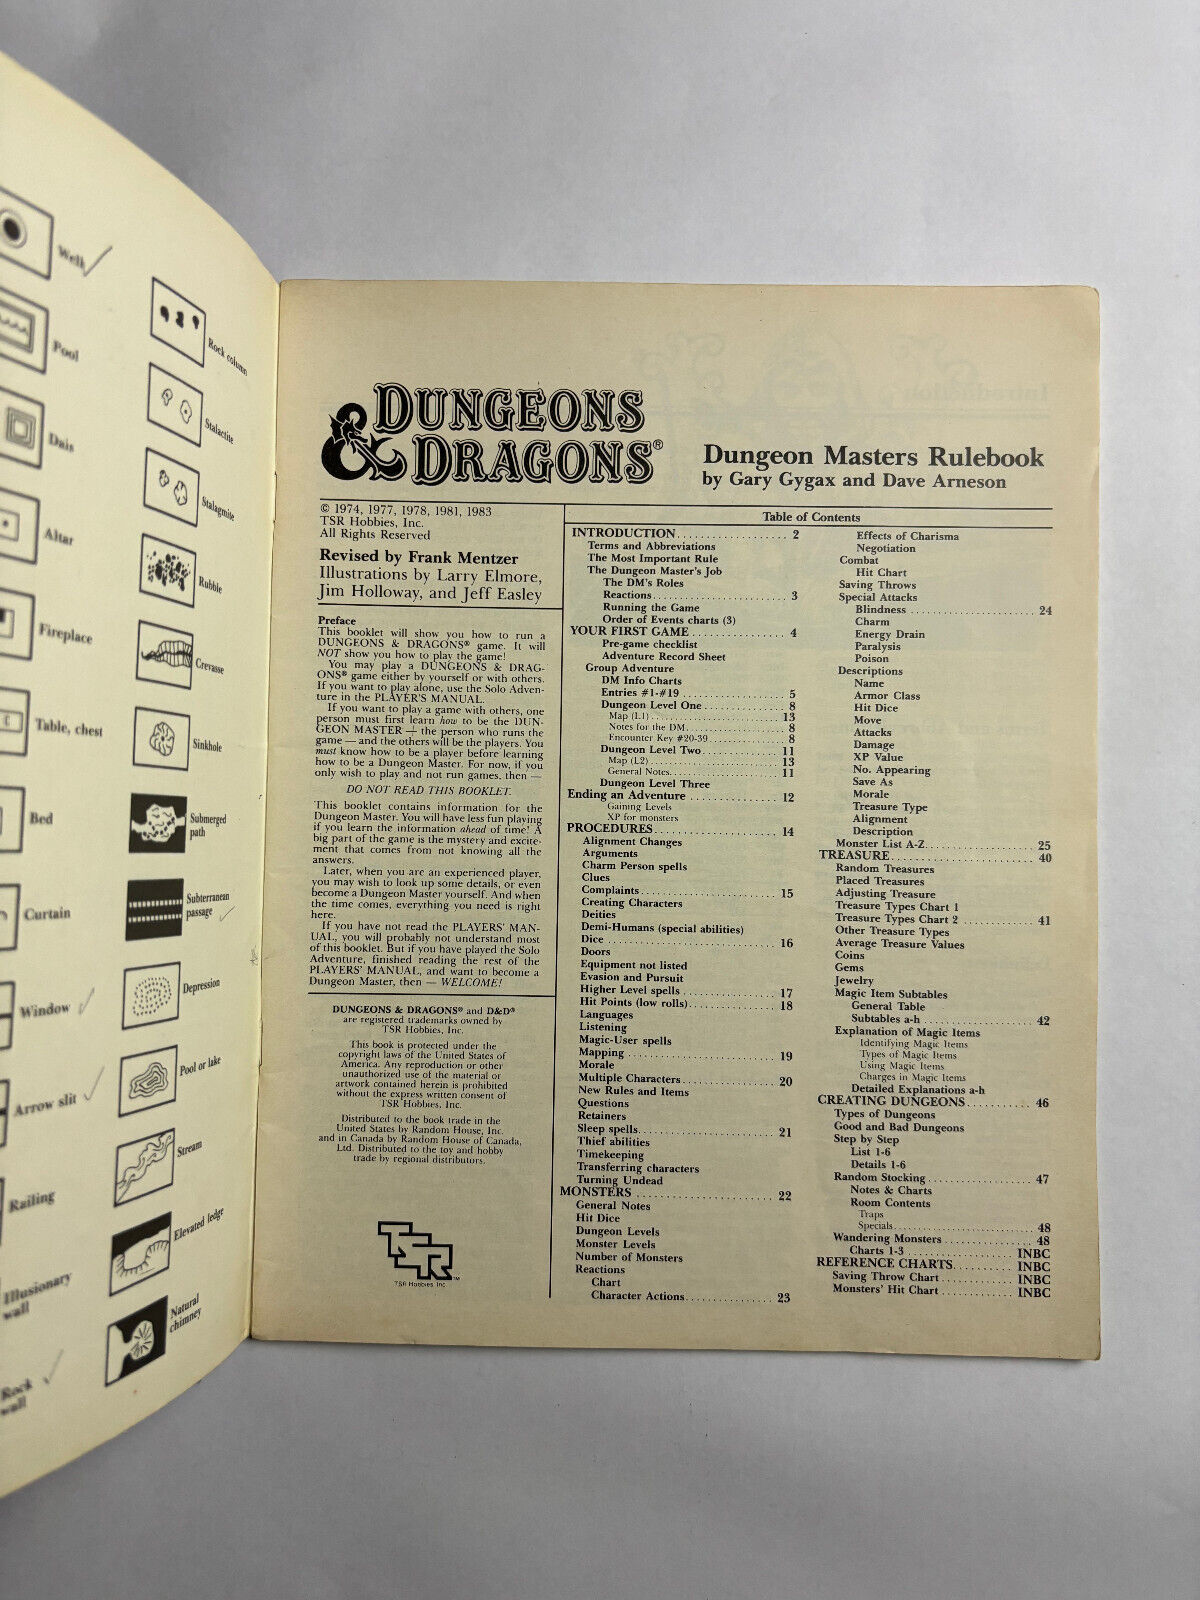 Well
Pool
Dais
Altar
Fireplace
Table, chest
Bed
Curtain
Window
Arrow slit
Railing
Illusionary
wall
Rock
wall
Rock column
Stalactite
Stalagmite
Rubble
Crevasse
Sinkhole
Submerged
path
Subterranean
passage
Depression
Pool or lake
Stream
Elevated ledge
Natural
chimney
DUNGEONS
& DRAGONS®
Dungeon Masters Rulebook
by Gary Gygax and Dave Arneson
© 1974, 1977, 1978, 1981, 1983
TSR Hobbies, Inc.
All Rights Reserved
Revised by Frank Mentzer
Illustrations by Larry Elmore,
Jim Holloway, and Jeff Easley
Preface
This booklet will show you how to run a
DUNGEONS & DRAGONS® game. It will
NOT show you how to play the game!
You may play a DUNGEONS & DRAG-
ONS® game either by yourself or with others.
If you want to play alone, use the Solo Adven-
ture in the PLAYER'S MANUAL.
If you want to play a game with others, one
person must first learn how to be the DUN-
GEON MASTER — the person who runs the
game — and the others will be the players. You
must know how to be a player before learning
how to be a Dungeon Master. For now, if you
only wish to play and not run games, then —
DO NOT READ THIS BOOKLET.
This booklet contains information for the
Dungeon Master. You will have less fun playing
if you learn the information ahead of time! A
big part of the game is the mystery and excite-
ment that comes from not knowing all the
answers.
Later, when you are an experienced player,
you may wish to look up some details, or even
become a Dungeon Master yourself. And when
the time comes, everything you need is right
here.
If you have not read the PLAYERS' MAN-
UAL, you will probably not understand most
of this booklet. But if you have played the Solo
Adventure, finished reading the rest of the
PLAYERS' MANUAL, and want to become a
Dungeon Master, then — WELCOME!
DUNGEONS & DRAGONS® and D&D®
are registered trademarks owned by
TSR Hobbies, Inc.
This book is protected under the
copyright laws of the United States of
America. Any reproduction or other
unauthorized use of the material or
artwork contained herein is prohibited
without the express written consent of
TSR Hobbies, Inc.
Distributed to the book trade in the
United States by Random House, Inc.
and in Canada by Random House of Canada,
Ltd. Distributed to the toy and hobby
trade by regional distributors.
TSR™
TSR Hobbies, Inc.
Table of Contents
INTRODUCTION 2
Terms and Abbreviations
The Most Important Rule
The Dungeon Master's Job
The DM's Roles
Reactions 3
Running the Game
Order of Events charts (3)
YOUR FIRST GAME 4
Pre-game checklist
Adventure Record Sheet
Group Adventure
DM Info Charts
Entries #1-#19 5
Dungeon Level One 8
Map (L1) 13
Notes for the DM 8
Encounter Key #20-39 8
Dungeon Level Two 11
Map (L2) 13
General Notes 11
Dungeon Level Three
Ending an Adventure 12
Gaining Levels
XP for monsters
PROCEDURES 14
Alignment Changes
Arguments
Charm Person spells
Clues
Complaints 15
Creating Characters
Deities
Demi-Humans (special abilities)
Dice 16
Doors
Equipment not listed
Evasion and Pursuit
Higher Level spells 17
Hit Points (low rolls) 18
Languages
Listening
Magic-User spells
Mapping 19
Morale
Multiple Characters 20
New Rules and Items
Questions
Retainers
Sleep spells 21
Thief abilities
Timekeeping
Transferring characters
Turning Undead
MONSTERS 22
General Notes
Hit Dice
Dungeon Levels
Monster Levels
Number of Monsters
Reactions
Chart
Character Actions 23
Effects of Charisma
Negotiation
Combat
Hit Chart
Saving Throws
Special Attacks
Blindness 24
Charm
Energy Drain
Paralysis
Poison
Descriptions
Name
Armor Class
Hit Dice
Move
Attacks
Damage
XP Value
No. Appearing
Save As
Morale
Treasure Type
Alignment
Description
Monster List A-Z 25
TREASURE 40
Random Treasures
Placed Treasures
Adjusting Treasure
Treasure Types Chart 1
Treasure Types Chart 2 41
Other Treasure Types
Average Treasure Values
Coins
Gems
Jewelry
Magic Item Subtables
General Table
Subtables a-h 42
Explanation of Magic Items
Identifying Magic Items
Types of Magic Items
Using Magic Items
Charges in Magic Items
Detailed Explanations a-h
CREATING DUNGEONS 46
Types of Dungeons
Good and Bad Dungeons
Step by Step
List 1-6
Details 1-6
Random Stocking 47
Notes & Charts
Room Contents
Traps
Specials 48
Wandering Monsters 48
Charts 1-3 INBC
REFERENCE CHARTS INBC
Saving Throw Chart INBC
Monsters' Hit Chart INBC